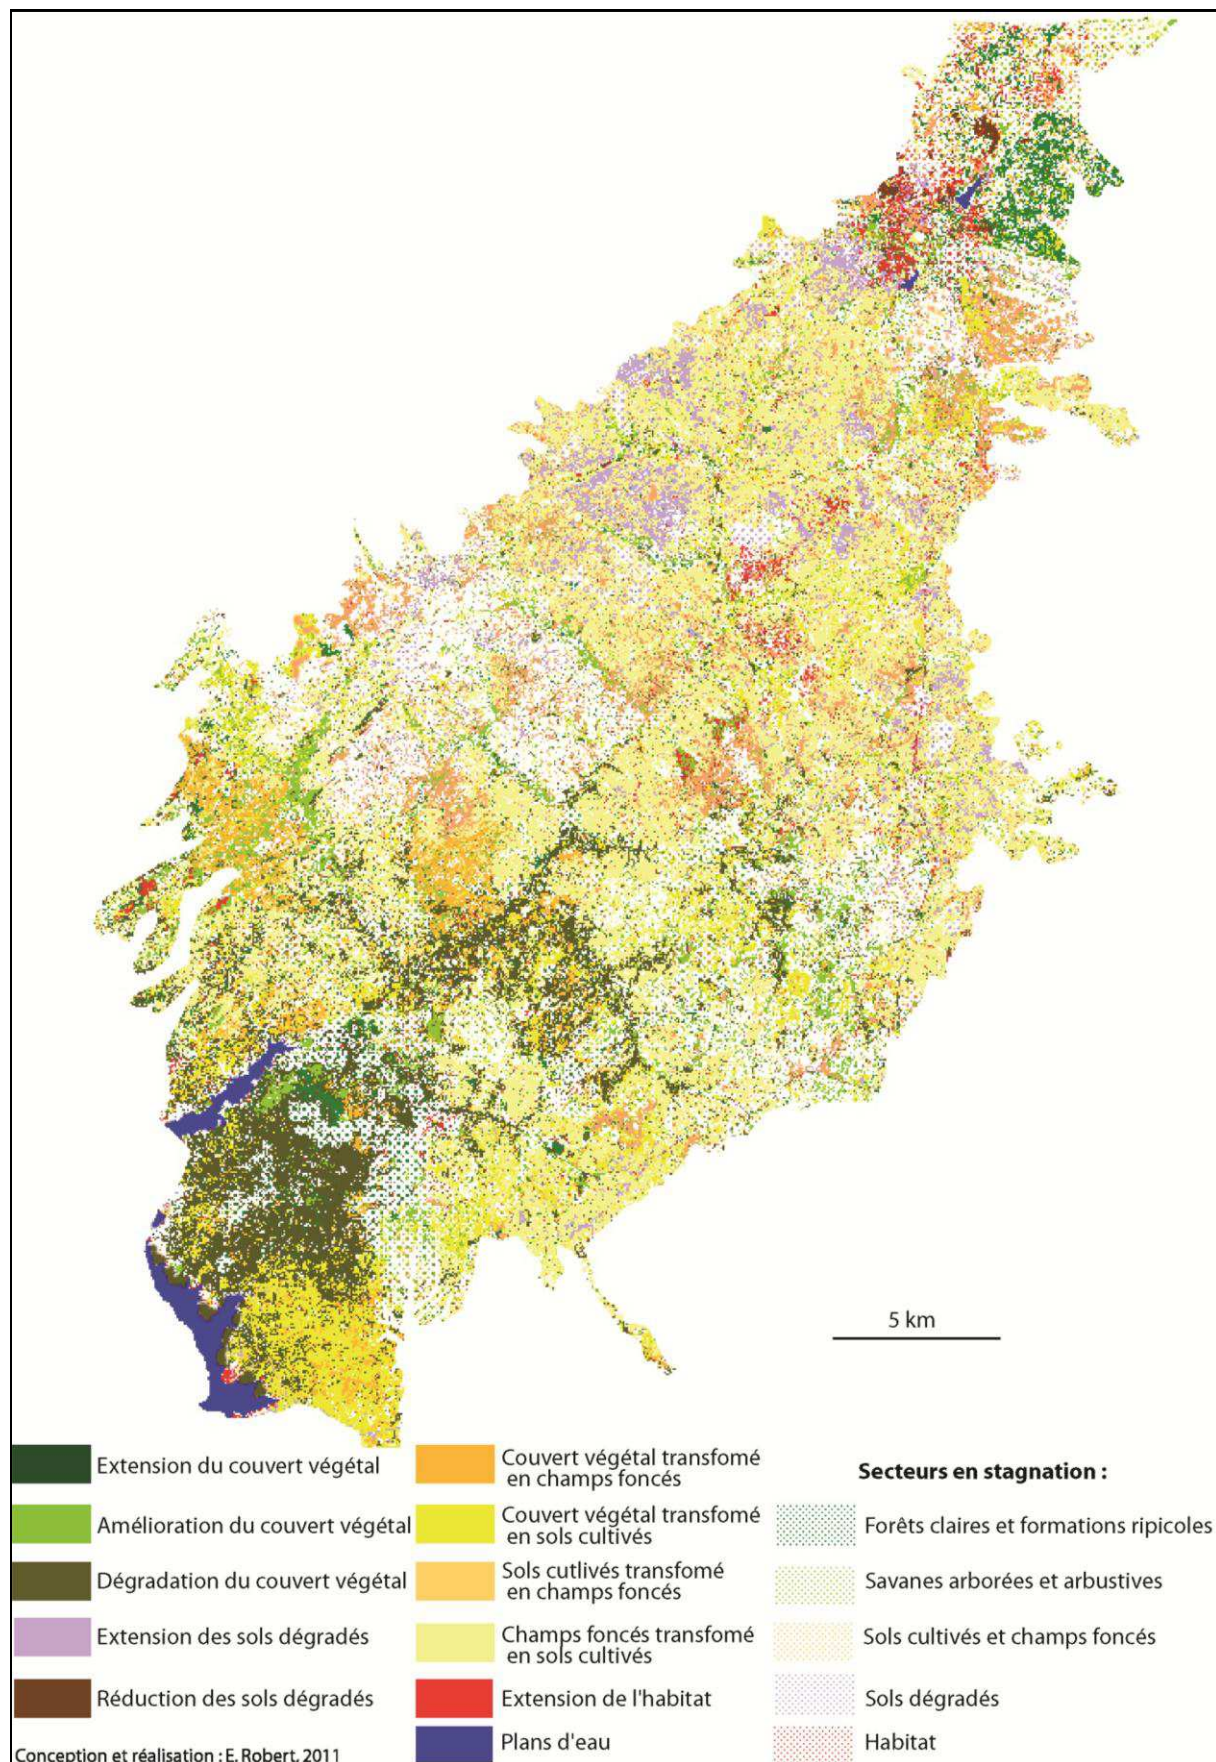 5 km
Extension du couvert végétal
Amélioration du couvert végétal
Dégradation du couvert végétal
Extension des sols dégradés
Réduction des sols dégradés
Conception et réalisation : E. Robert, 2011
Couvert végétal transfomé
en champs foncés
Couvert végétal transfomé
en sols cultivés
Sols cutlivés transfomé
en champs foncés
Champs foncés transfomé
en sols cultivés
Extension de l'habitat
Plans d'eau
Secteurs en stagnation :
Forêts claires et formations ripicoles
Savanes arborées et arbustives
Sols cultivés et champs foncés
Sols dégradés
Habitat